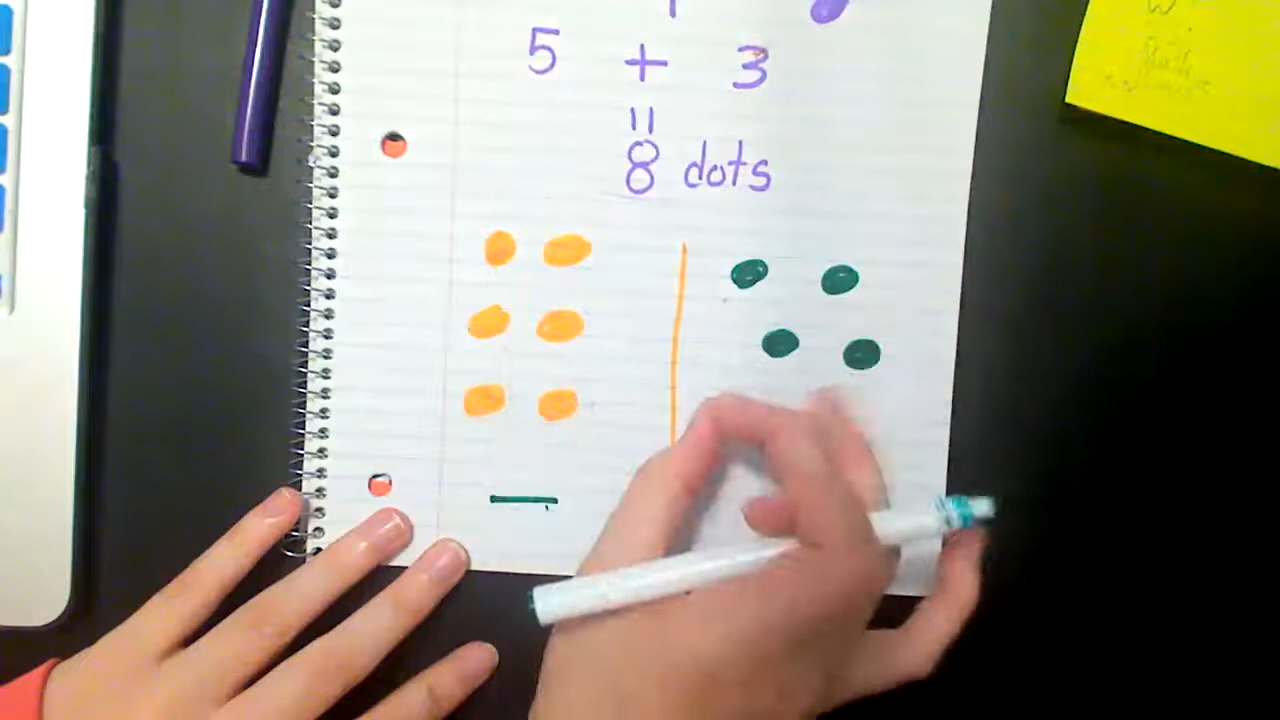 5 + 3
=
8 dots